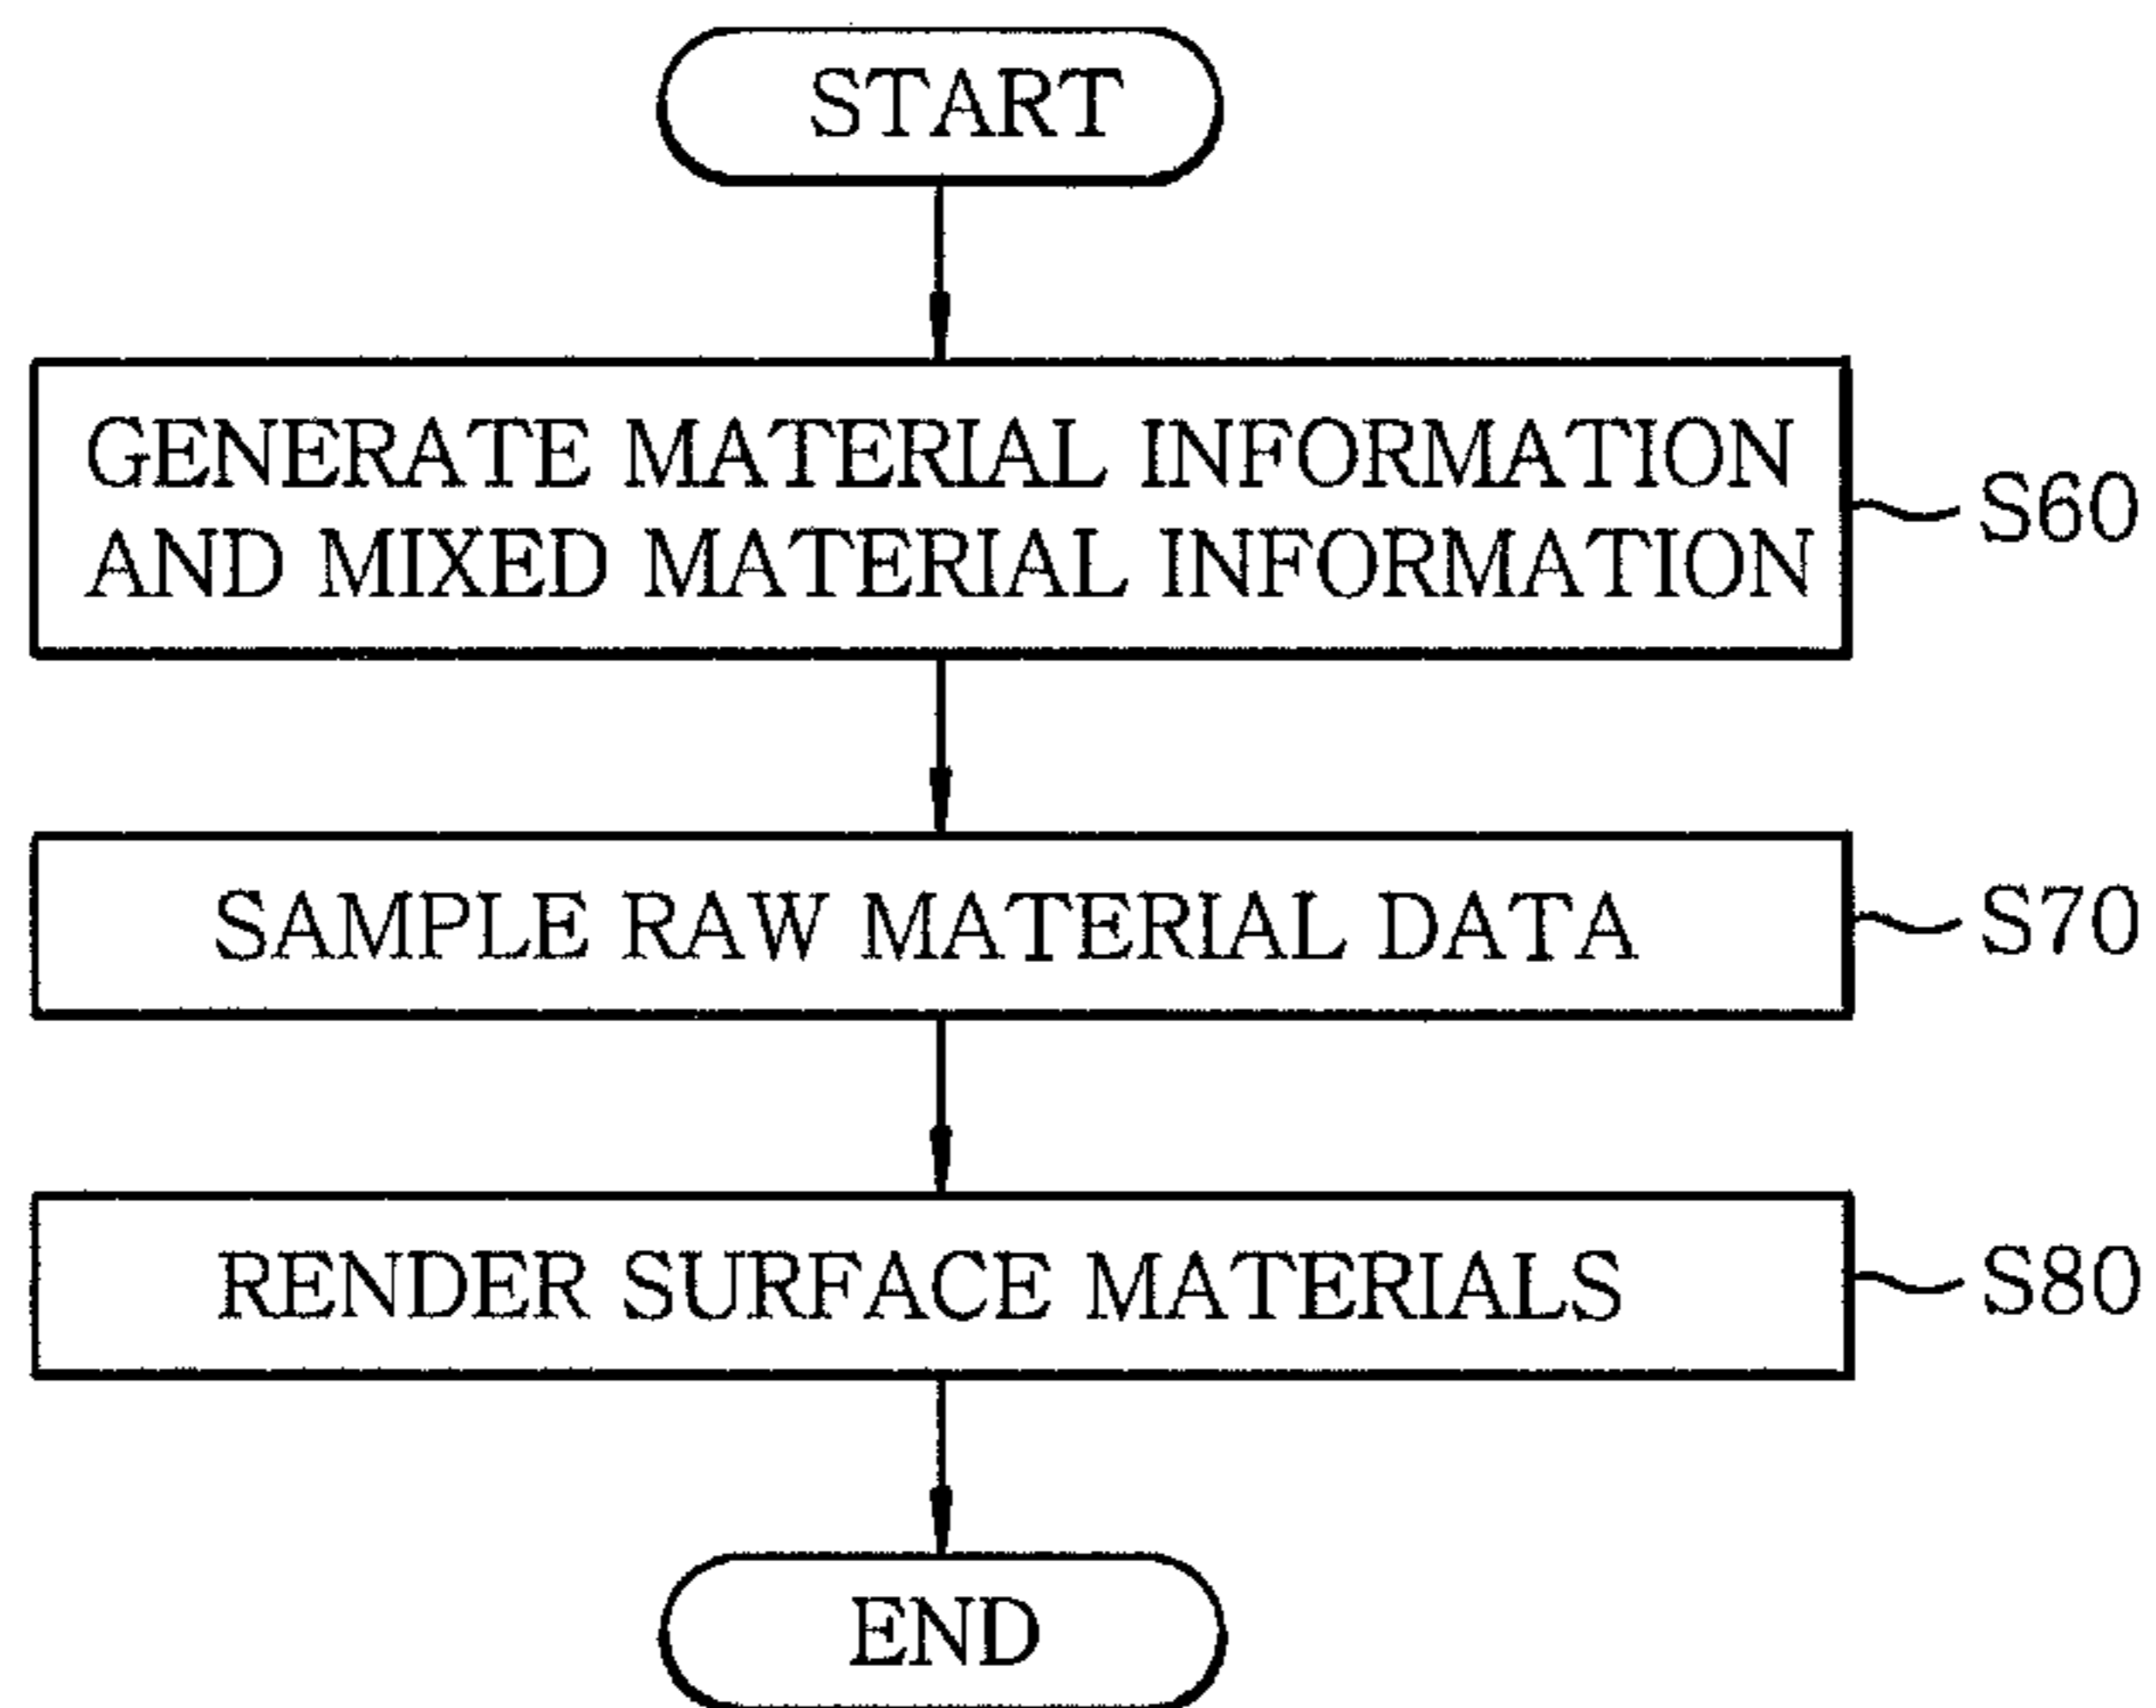 START
GENERATE MATERIAL INFORMATION
AND MIXED MATERIAL INFORMATION
S60
SAMPLE RAW MATERIAL DATA
S70
RENDER SURFACE MATERIALS
S80
END